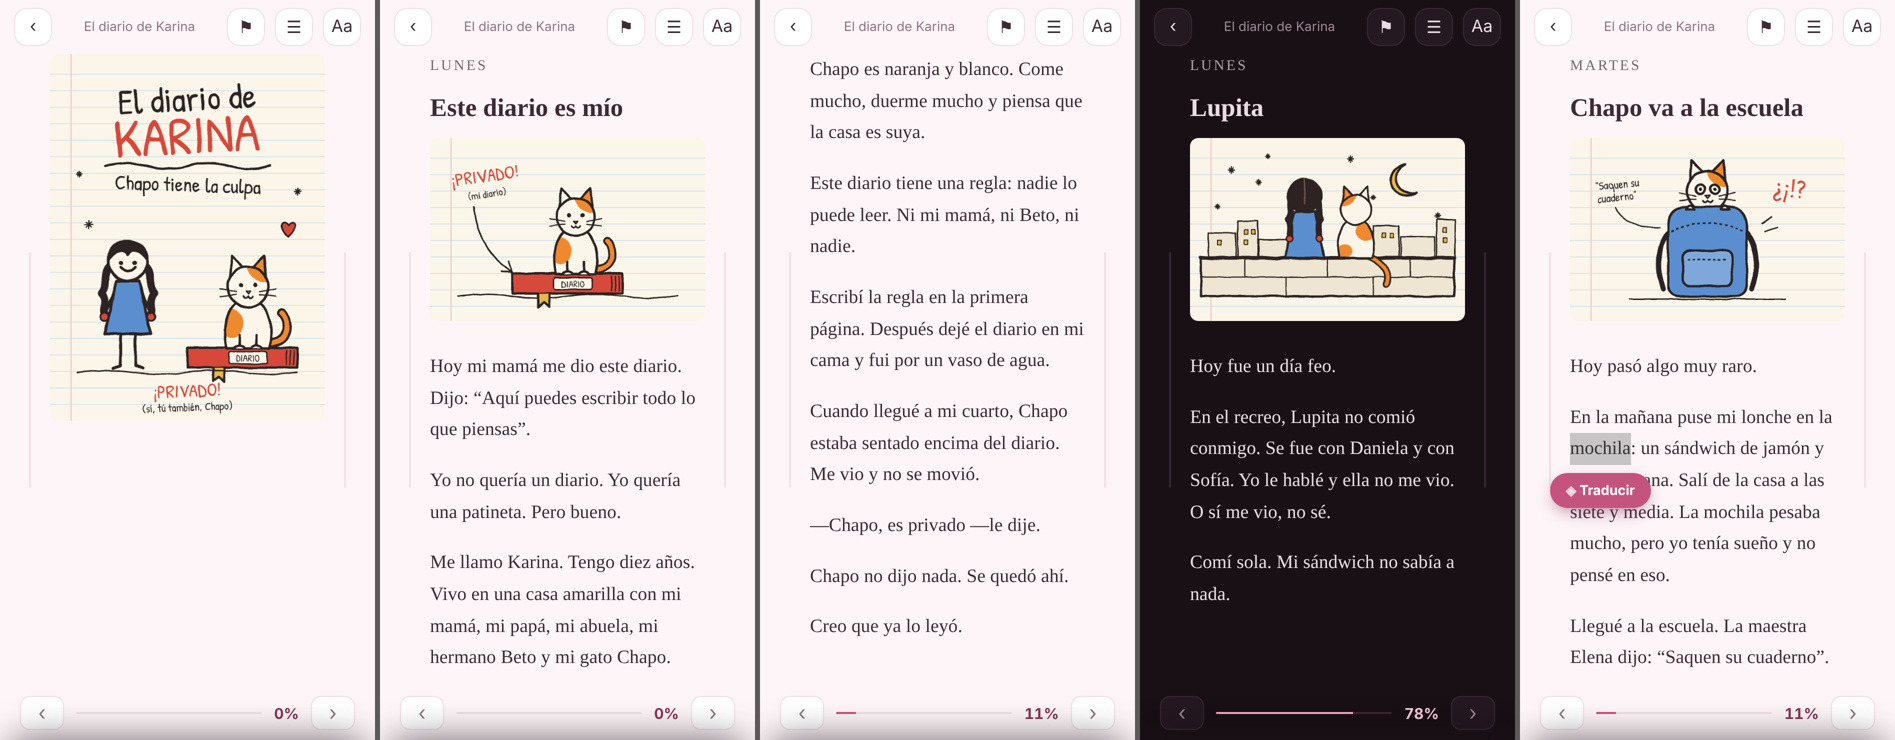 El diario de Karina
Aa
El diario de
KARINA
Chapo tiene la culpa
DIARIO
¡PRIVADO!
(sí, tú también, Chapo)
0%
El diario de Karina
Aa
LUNES
Este diario es mío
¡PRIVADO!
(mi diario)
DIARIO
Hoy mi mamá me dio este diario.
Dijo: “Aquí puedes escribir todo lo
que piensas”.
Yo no quería un diario. Yo quería
una patineta. Pero bueno.
Me llamo Karina. Tengo diez años.
Vivo en una casa amarilla con mi
mamá, mi papá, mi abuela, mi
hermano Beto y mi gato Chapo.
0%
El diario de Karina
Aa
Chapo es naranja y blanco. Come
mucho, duerme mucho y piensa que
la casa es suya.
Este diario tiene una regla: nadie lo
puede leer. Ni mi mamá, ni Beto, ni
nadie.
Escribí la regla en la primera
página. Después dejé el diario en mi
cama y fui por un vaso de agua.
Cuando llegué a mi cuarto, Chapo
estaba sentado encima del diario.
Me vio y no se movió.
—Chapo, es privado —le dije.
Chapo no dijo nada. Se quedó ahí.
Creo que ya lo leyó.
11%
El diario de Karina
Aa
LUNES
Lupita
Hoy fue un día feo.
En el recreo, Lupita no comió
conmigo. Se fue con Daniela y con
Sofía. Yo le hablé y ella no me vio.
O sí me vio, no sé.
Comí sola. Mi sándwich no sabía a
nada.
78%
El diario de Karina
Aa
MARTES
Chapo va a la escuela
“Saquen su
cuaderno”
¿¡!?
Hoy pasó algo muy raro.
En la mañana puse mi lonche en la
mochila: un sándwich de jamón y
ana. Salí de la casa a las
Traducir
siete y media. La mochila pesaba
mucho, pero yo tenía sueño y no
pensé en eso.
Llegué a la escuela. La maestra
Elena dijo: “Saquen su cuaderno”.
11%